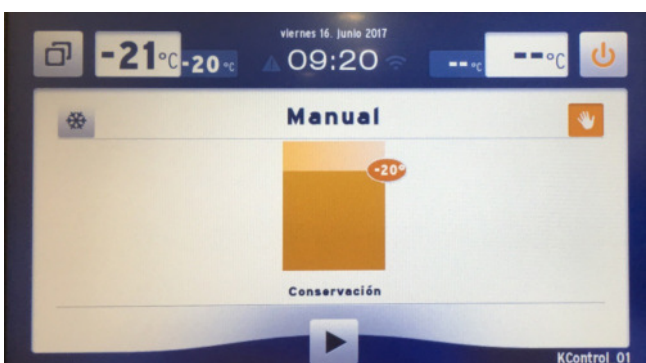 viernes 16. Junio 2017
-21°C -20°C 09:20 --°C --°C
Manual
-20°
Conservación
KControl 01